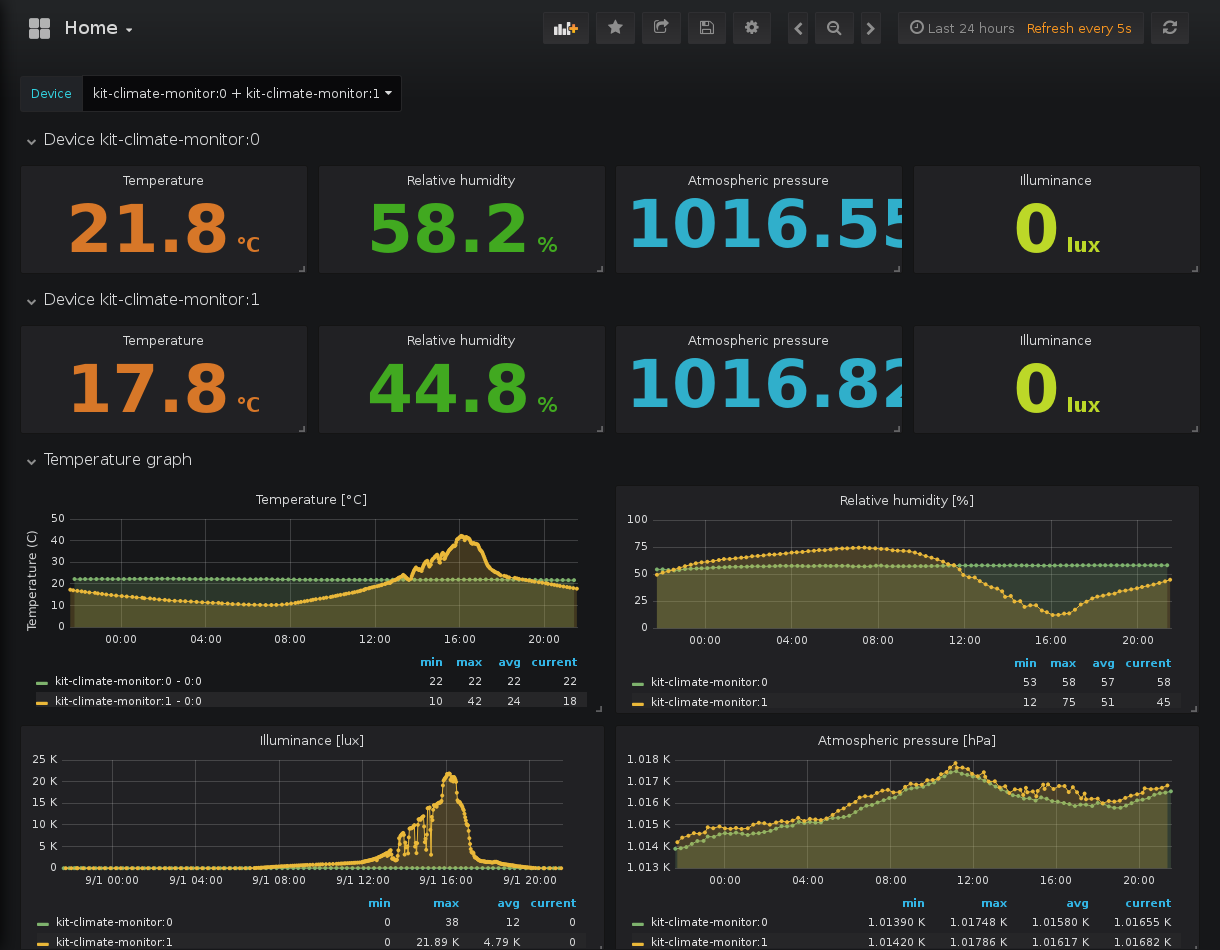 Home
Last 24 hours Refresh every 5s
Device kit-climate-monitor:0 + kit-climate-monitor:1
Device kit-climate-monitor:0
Temperature Relative humidity Atmospheric pressure Illuminance
21.8 °C 58.2 % 1016.55 0 lux
Device kit-climate-monitor:1
Temperature Relative humidity Atmospheric pressure Illuminance
17.8 °C 44.8 % 1016.82 0 lux
Temperature graph
Temperature [°C]
Temperature (C)
50
40
30
20
10
0
00:00 04:00 08:00 12:00 16:00 20:00
min max avg current
kit-climate-monitor:0 - 0:0 22 22 22 22
kit-climate-monitor:1 - 0:0 10 42 24 18
Relative humidity [%]
100
75
50
25
0
00:00 04:00 08:00 12:00 16:00 20:00
min max avg current
kit-climate-monitor:0 53 58 57 58
kit-climate-monitor:1 12 75 51 45
Illuminance [lux]
25 K
20 K
15 K
10 K
5 K
0
9/1 00:00 9/1 04:00 9/1 08:00 9/1 12:00 9/1 16:00 9/1 20:00
min max avg current
kit-climate-monitor:0 0 38 12 0
kit-climate-monitor:1 0 21.89 K 4.79 K 0
Atmospheric pressure [hPa]
1.018 K
1.017 K
1.016 K
1.015 K
1.014 K
1.013 K
00:00 04:00 08:00 12:00 16:00 20:00
min max avg current
kit-climate-monitor:0 1.01390 K 1.01748 K 1.01580 K 1.01655 K
kit-climate-monitor:1 1.01420 K 1.01786 K 1.01617 K 1.01682 K